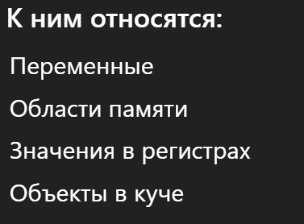 К ним относятся:
Переменные
Области памяти
Значения в регистрах
Объекты в куче